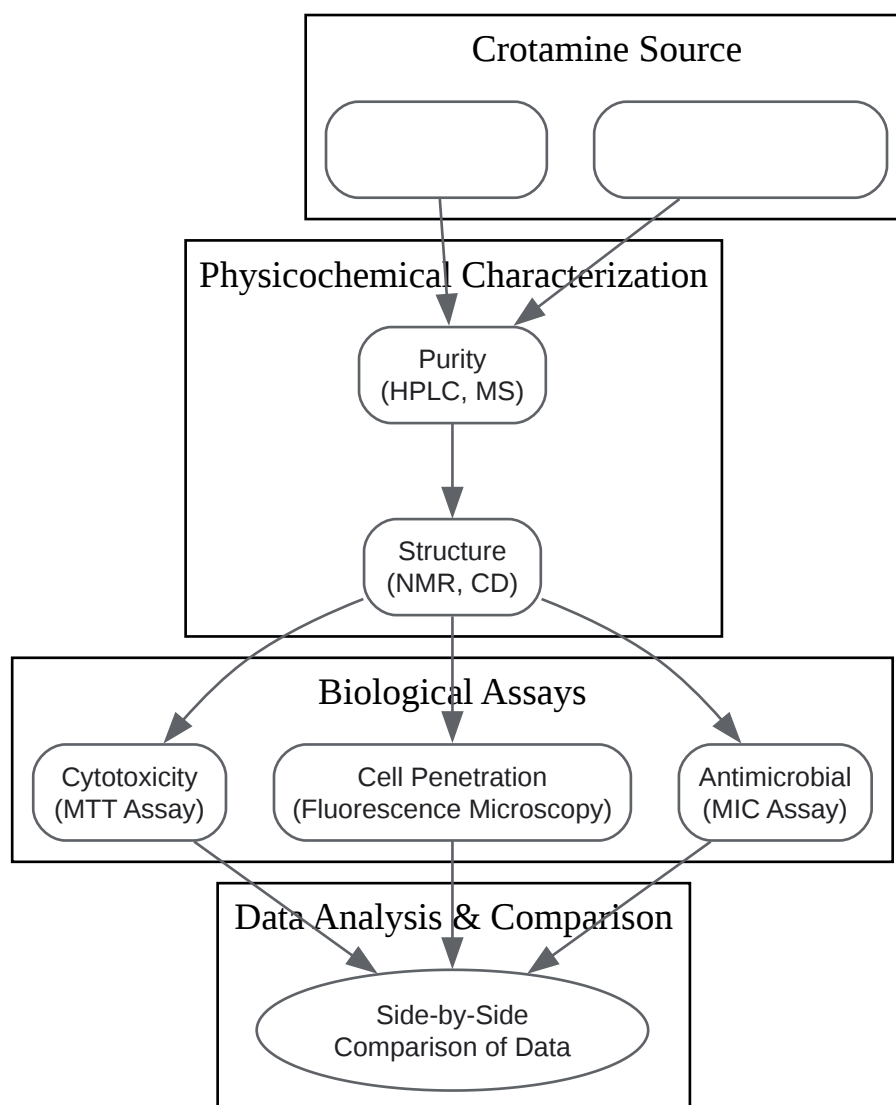 Crotamine Source
Physicochemical Characterization
Purity
(HPLC, MS)
Structure
(NMR, CD)
Biological Assays
Cytotoxicity
(MTT Assay)
Cell Penetration
(Fluorescence Microscopy)
Antimicrobial
(MIC Assay)
Data Analysis & Comparison
Side-by-Side
Comparison of Data